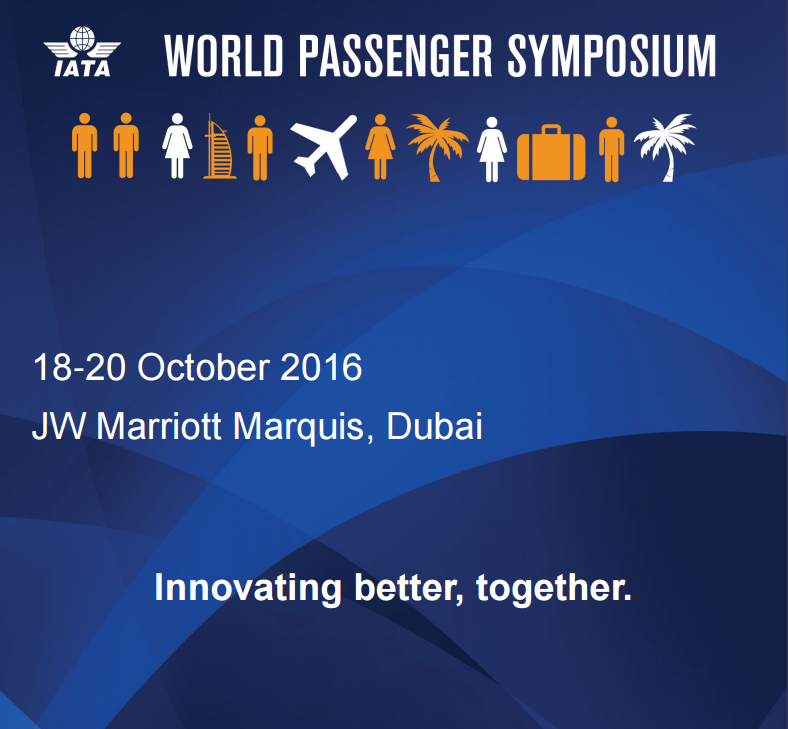 IATA
WORLD PASSENGER SYMPOSIUM
18-20 October 2016
JW Marriott Marquis, Dubai
Innovating better, together.